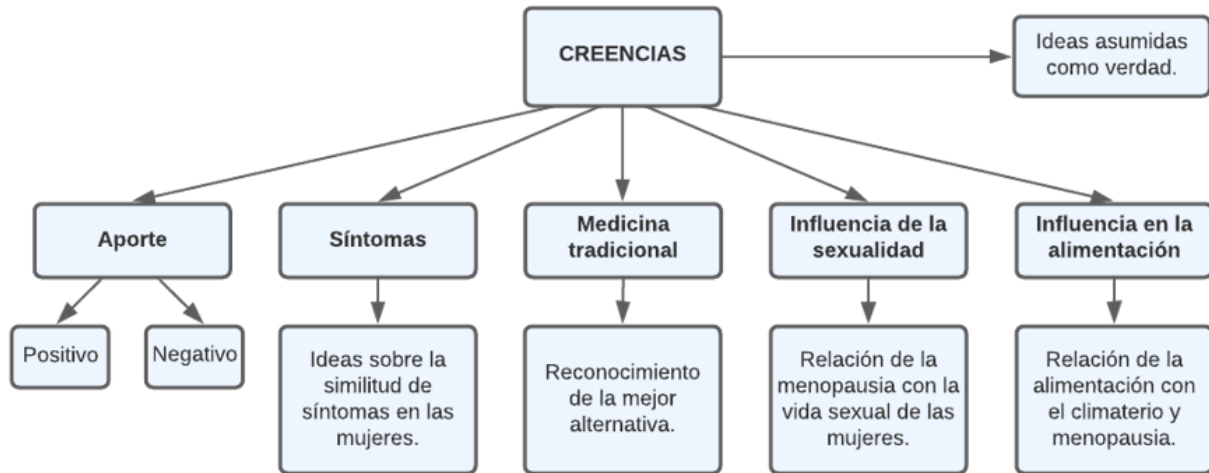 CREENCIAS
Ideas asumidas
como verdad.
Aporte
Síntomas
Medicina
tradicional
Influencia de la
sexualidad
Influencia en la
alimentación
Positivo
Negativo
Ideas sobre la
similitud de
síntomas en las
mujeres.
Reconocimiento
de la mejor
alternativa.
Relación de la
menopausia con la
vida sexual de las
mujeres.
Relación de la
alimentación con
el climaterio y
menopausia.